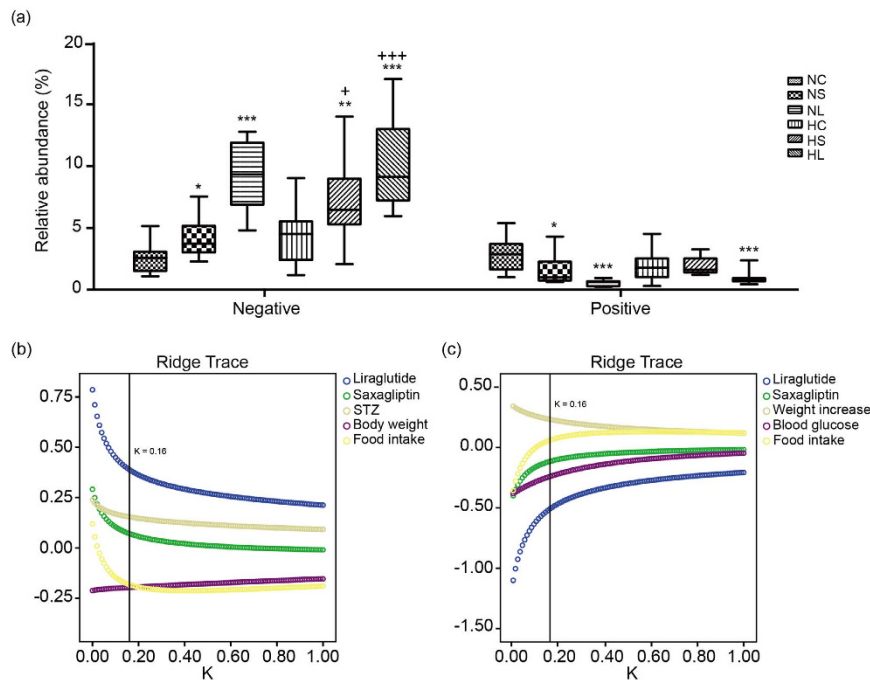 (a)
20
15
10
5
0
Relative abundance (%)
* *** + ** +++ *** * *** ***
Negative Positive
NC
NS
NL
HC
HS
HL
(b)
Ridge Trace
0.75
0.50
0.25
0.00
-0.25
K = 0.16
0.00 0.20 0.40 0.60 0.80 1.00
K
Liraglutide
Saxagliptin
STZ
Body weight
Food intake
(c)
Ridge Trace
0.50
0.00
-0.50
-1.00
-1.50
K = 0.16
0.00 0.20 0.40 0.60 0.80 1.00
K
Liraglutide
Saxagliptin
Weight increase
Blood glucose
Food intake